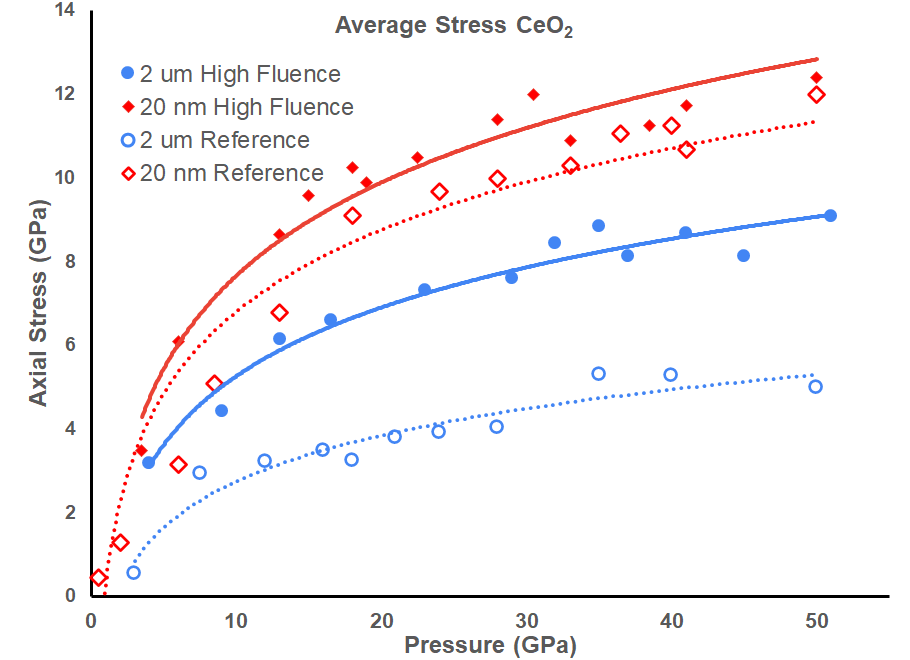 Average Stress CeO₂
2 um High Fluence
20 nm High Fluence
2 um Reference
20 nm Reference
Axial Stress (GPa)
14
12
10
8
6
4
2
0
0 10 20 30 40 50
Pressure (GPa)